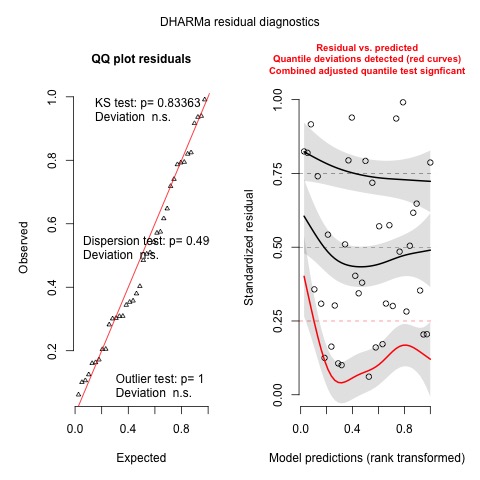 DHARMa residual diagnostics
QQ plot residuals
KS test: p= 0.83363
Deviation n.s.
Dispersion test: p= 0.49
Deviation n.s.
Outlier test: p= 1
Deviation n.s.
Observed
0.2
0.4
0.6
0.8
1.0
0.0
0.4
0.8
Expected
Residual vs. predicted
Quantile deviations detected (red curves)
Combined adjusted quantile test signficant
Standardized residual
0.00
0.25
0.50
0.75
1.00
0.0
0.4
0.8
Model predictions (rank transformed)